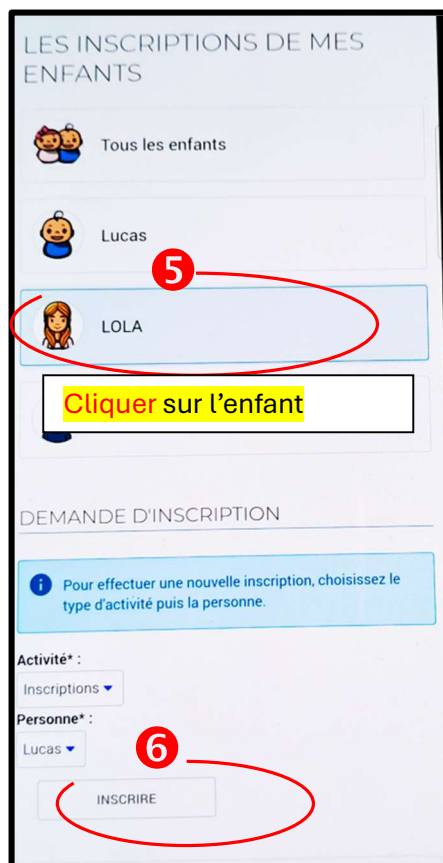 LES INSCRIPTIONS DE MES
ENFANTS
Tous les enfants
Lucas
5
LOLA
Cliquer sur l'enfant
DEMANDE D'INSCRIPTION
i
Pour effectuer une nouvelle inscription, choisissez le
type d'activité puis la personne.
Activité* :
Inscriptions
Personne* :
Lucas
6
INSCRIRE